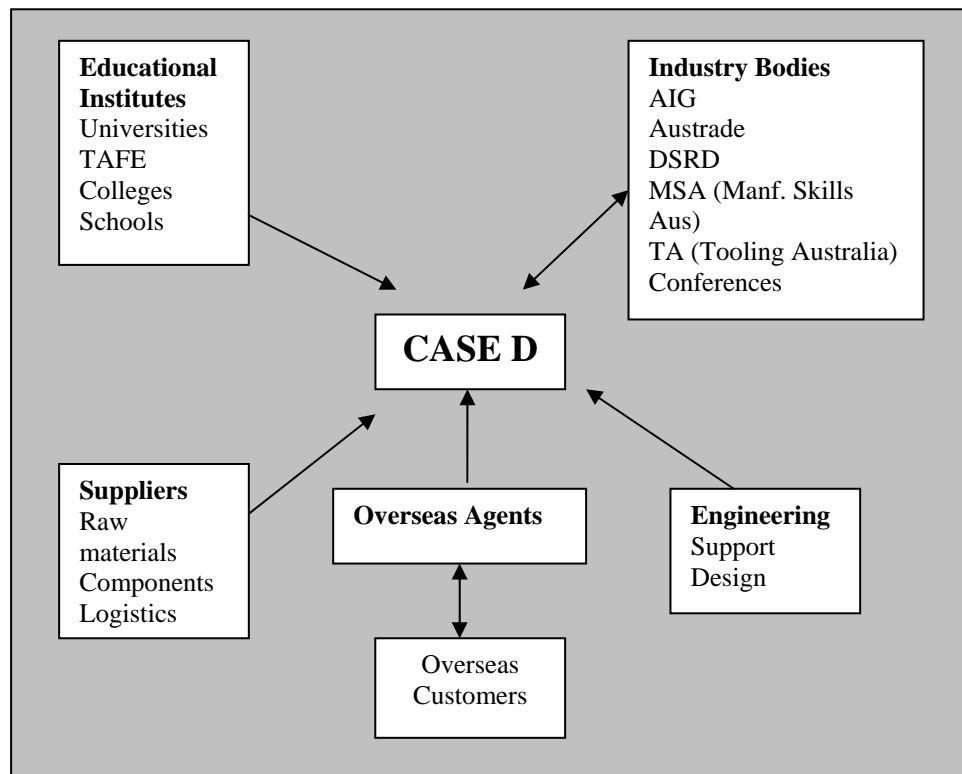 Educational
Institutes
Universities
TAFE
Colleges
Schools
Industry Bodies
AIG
Austrade
DSRD
MSA (Manf. Skills
Aus)
TA (Tooling Australia)
Conferences
CASE D
Suppliers
Raw
materials
Components
Logistics
Overseas Agents
Engineering
Support
Design
Overseas
Customers